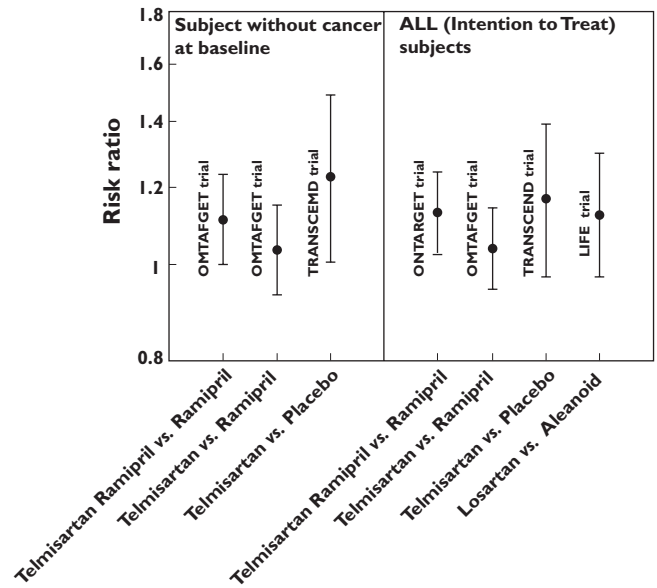 Subject without cancer
at baseline
ALL (Intention to Treat)
subjects
Risk ratio
1.8
1.6
1.4
1.2
1
0.8
OMTAFGET trial
OMTAFGET trial
TRANSCEMD trial
ONTARGET trial
OMTAFGET trial
TRANSCEND trial
LIFE trial
Telmisartan Ramipril vs. Ramipril
Telmisartan vs. Ramipril
Telmisartan vs. Placebo
Telmisartan Ramipril vs. Ramipril
Telmisartan vs. Ramipril
Telmisartan vs. Placebo
Losartan vs. Aleanoid